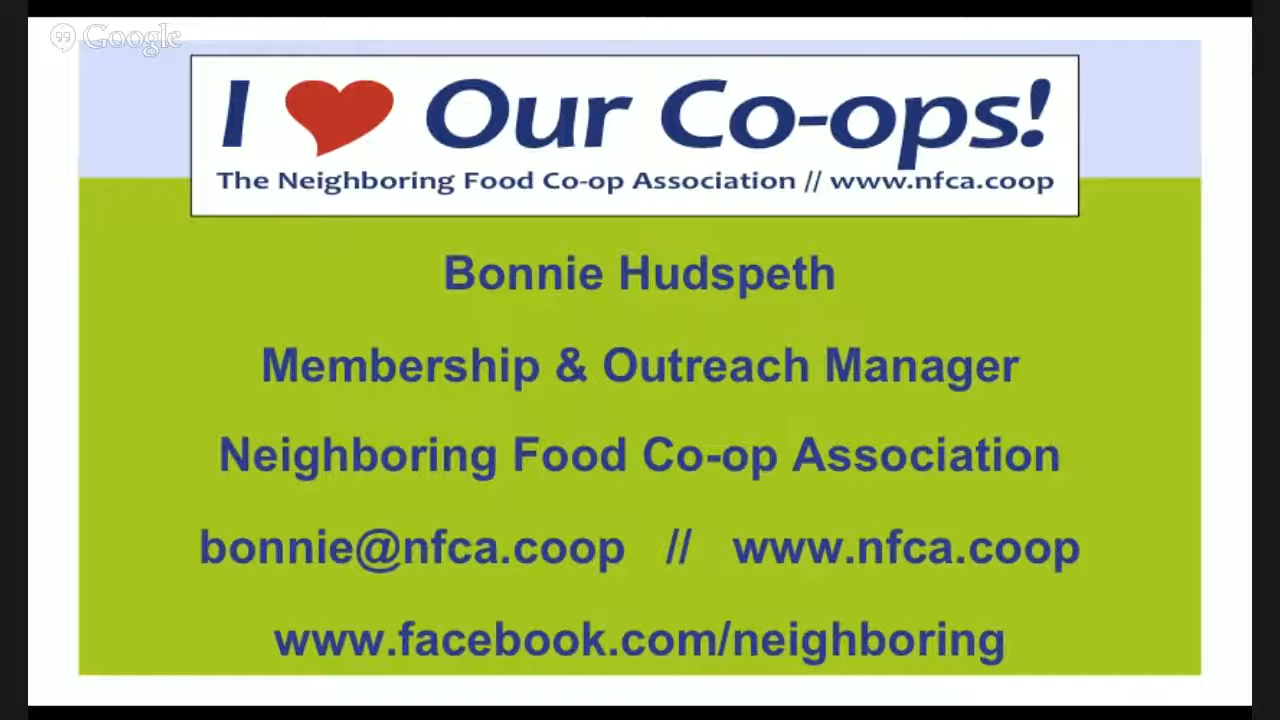 Google
I Our Co-ops!
The Neighboring Food Co-op Association // www.nfca.coop
Bonnie Hudspeth
Membership & Outreach Manager
Neighboring Food Co-op Association
bonnie@nfca.coop // www.nfca.coop
www.facebook.com/neighboring